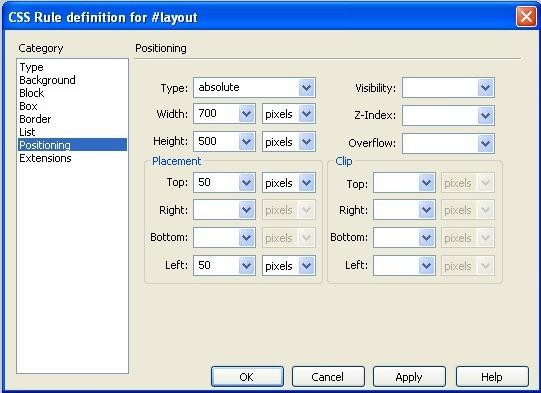 CSS Rule definition for #layout
Category
Type
Background
Block
Box
Border
List
Positioning
Extensions
Positioning
Type: absolute Visibility:
Width: 700 pixels Z-Index:
Height: 500 pixels Overflow:
Placement Clip
Top: 50 pixels Top: pixels
Right: pixels Right: pixels
Bottom: pixels Bottom: pixels
Left: 50 pixels Left: pixels
OK Cancel Apply Help